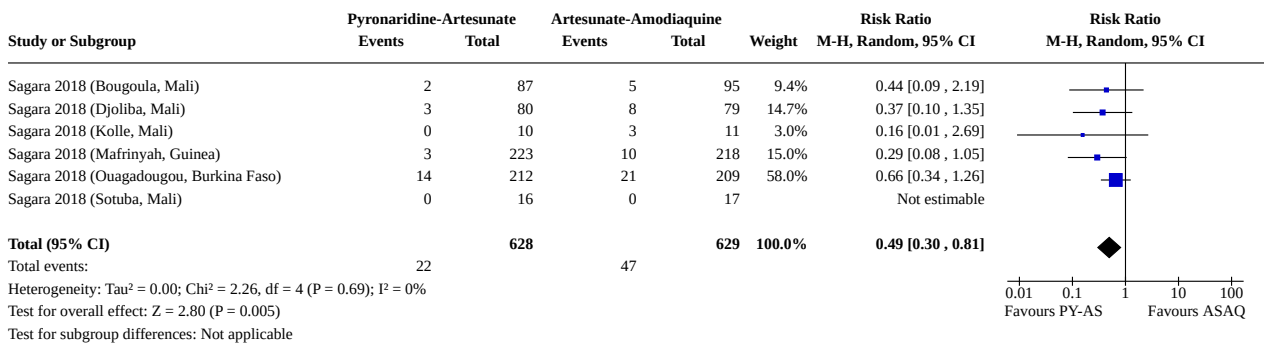 Pyronaridine-Artesunate Artesunate-Amodiaquine Risk Ratio Risk Ratio
Study or Subgroup Events Total Events Total Weight M-H, Random, 95% CI M-H, Random, 95% CI
Sagara 2018 (Bougoula, Mali) 2 87 5 95 9.4% 0.44 [0.09 , 2.19]
Sagara 2018 (Djoliba, Mali) 3 80 8 79 14.7% 0.37 [0.10 , 1.35]
Sagara 2018 (Kolle, Mali) 0 10 3 11 3.0% 0.16 [0.01 , 2.69]
Sagara 2018 (Mafrinyah, Guinea) 3 223 10 218 15.0% 0.29 [0.08 , 1.05]
Sagara 2018 (Ouagadougou, Burkina Faso) 14 212 21 209 58.0% 0.66 [0.34 , 1.26]
Sagara 2018 (Sotuba, Mali) 0 16 0 17 Not estimable
Total (95% CI) 628 629 100.0% 0.49 [0.30 , 0.81]
Total events: 22 47
Heterogeneity: Tau² = 0.00; Chi² = 2.26, df = 4 (P = 0.69); I² = 0%
Test for overall effect: Z = 2.80 (P = 0.005)
Test for subgroup differences: Not applicable
0.01 0.1 1 10 100
Favours PY-AS Favours ASAQ